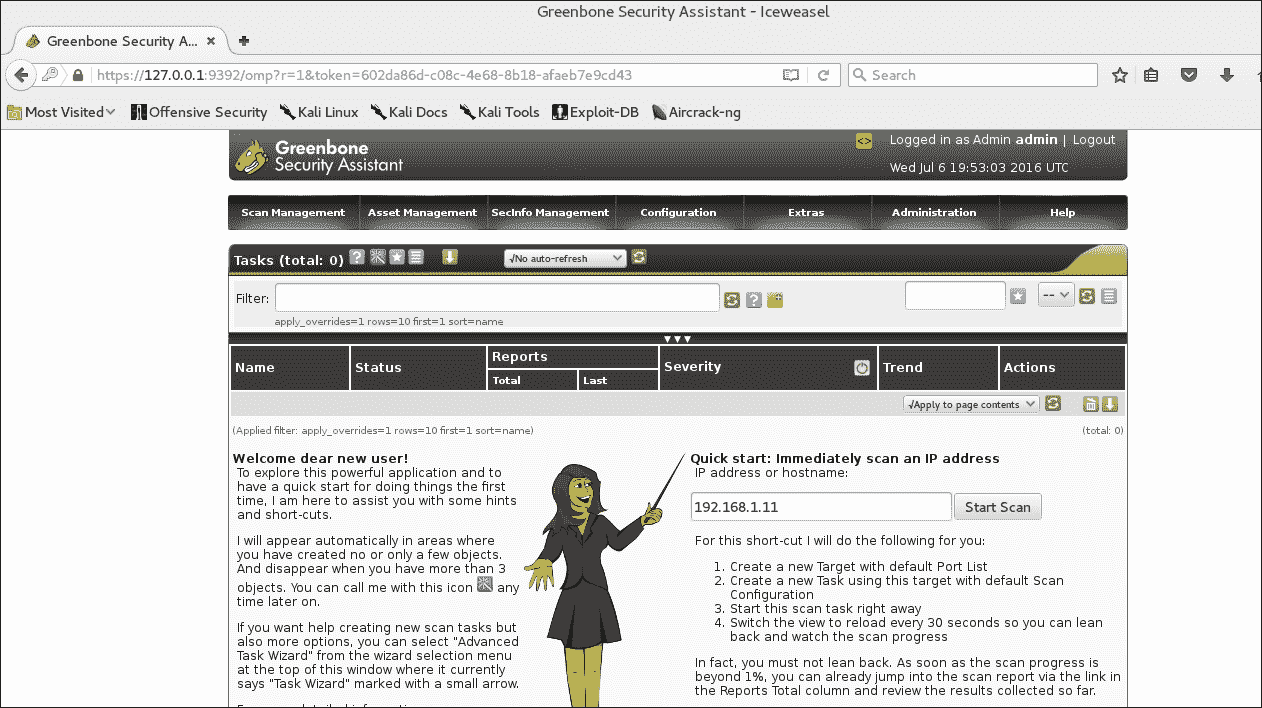 Greenbone Security Assistant - Iceweasel
Greenbone Security A... ×
https://127.0.0.1:9392/omp?r=1&token=602da86d-c08c-4e68-8b18-afaeb7e9cd43
Search
Most Visited
Offensive Security
Kali Linux
Kali Docs
Kali Tools
Exploit-DB
Aircrack-ng
Greenbone
Security Assistant
Logged in as Admin admin | Logout
Wed Jul 6 19:53:03 2016 UTC
Scan Management
Asset Management
SecInfo Management
Configuration
Extras
Administration
Help
Tasks (total: 0)
√No auto-refresh
Filter:
apply_overrides=1 rows=10 first=1 sort=name
--
Name
Status
Reports
Total
Last
Severity
Trend
Actions
√Apply to page contents
(Applied filter: apply_overrides=1 rows=10 first=1 sort=name)
(total: 0)
Welcome dear new user!
To explore this powerful application and to
have a quick start for doing things the first
time, I am here to assist you with some hints
and short-cuts.
I will appear automatically in areas where
you have created no or only a few objects.
And disappear when you have more than 3
objects. You can call me with this icon any
time later on.
If you want help creating new scan tasks but
also more options, you can select "Advanced
Task Wizard" from the wizard selection menu
at the top of this window where it currently
says "Task Wizard" marked with a small arrow.
Quick start: Immediately scan an IP address
IP address or hostname:
192.168.1.11
Start Scan
For this short-cut I will do the following for you:
1. Create a new Target with default Port List
2. Create a new Task using this target with default Scan
Configuration
3. Start this scan task right away
4. Switch the view to reload every 30 seconds so you can lean
back and watch the scan progress
In fact, you must not lean back. As soon as the scan progress is
beyond 1%, you can already jump into the scan report via the link in
the Reports Total column and review the results collected so far.